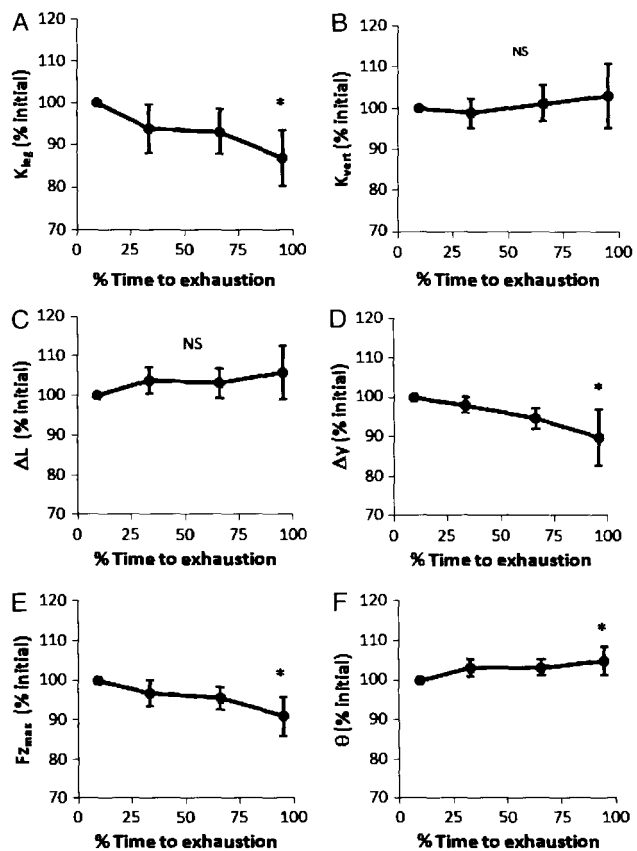 A
B
120
110
100
90
80
70
K_leg (% initial)
*
0 25 50 75 100
% Time to exhaustion
120
110
100
90
80
70
K_vert (% initial)
NS
0 25 50 75 100
% Time to exhaustion
C
D
120
110
100
90
80
70
ΔL (% initial)
NS
0 25 50 75 100
% Time to exhaustion
120
110
100
90
80
70
Δy (% initial)
*
0 25 50 75 100
% Time to exhaustion
E
F
120
110
100
90
80
70
Fz_max (% initial)
*
0 25 50 75 100
% Time to exhaustion
120
110
100
90
80
70
θ (% initial)
*
0 25 50 75 100
% Time to exhaustion